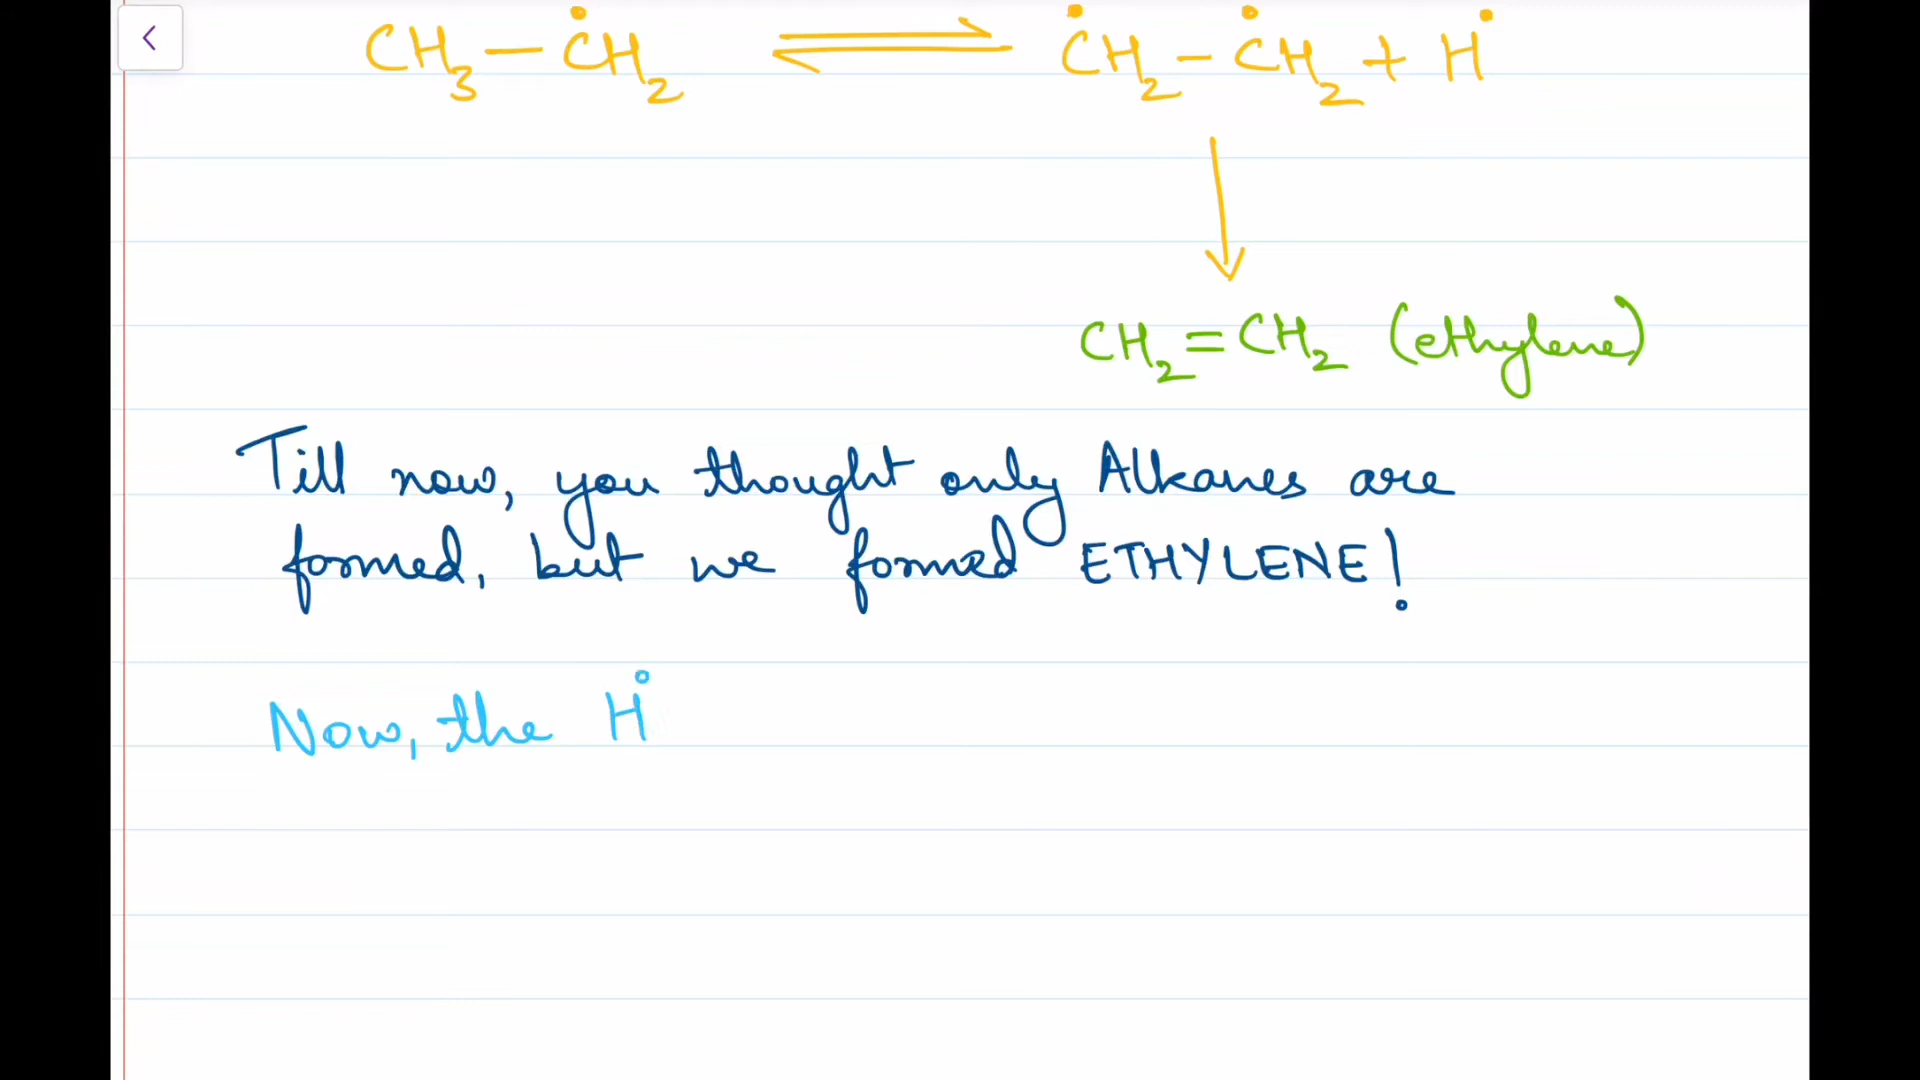 CH₃–ĊH₂ ⇌ ĊH₂–ĊH₂ + Ḣ
↓
CH₂=CH₂ (ethylene)
Till now, you thought only Alkanes are
formed, but we formed ETHYLENE!
Now, the Ḣ